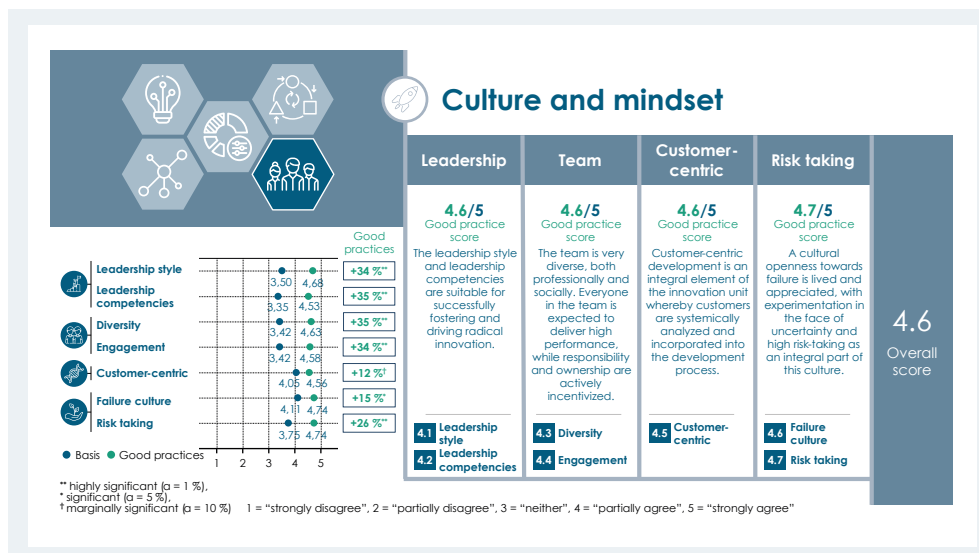 Culture and mindset
Leadership
Team
Customer-
centric
Risk taking
4.6/5
Good practice
score
The leadership style
and leadership
competencies
are suitable for
successfully
fostering and
driving radical
innovation.
4.6/5
Good practice
score
The team is very
diverse, both
professionally and
socially. Everyone
in the team is
expected to
deliver high
performance,
while responsibility
and ownership are
actively
incentivized.
4.6/5
Good practice
score
Customer-centric
development is an
integral element of
the innovation unit
whereby customers
are systemically
analyzed and
incorporated into
the development
process.
4.7/5
Good practice
score
A cultural
openness towards
failure is lived and
appreciated, with
experimentation in
the face of
uncertainty and
high risk-taking as
an integral part of
this culture.
4.6
Overall
score
4.1 Leadership
style
4.2 Leadership
competencies
4.3 Diversity
4.4 Engagement
4.5 Customer-
centric
4.6 Failure
culture
4.7 Risk taking
Good
practices
Leadership style
3,50 4,68
+34 %**
Leadership
competencies
3,35 4,53
+35 %**
Diversity
3,42 4,63
+35 %**
Engagement
3,42 4,58
+34 %**
Customer-centric
4,05 4,56
+12 %†
Failure culture
4,11 4,74
+15 %*
Risk taking
3,75 4,74
+26 %**
Basis Good practices
1 2 3 4 5
** highly significant (a = 1 %),
* significant (a = 5 %),
† marginally significant (a = 10 %) 1 = “strongly disagree”, 2 = “partially disagree”, 3 = “neither”, 4 = “partially agree”, 5 = “strongly agree”